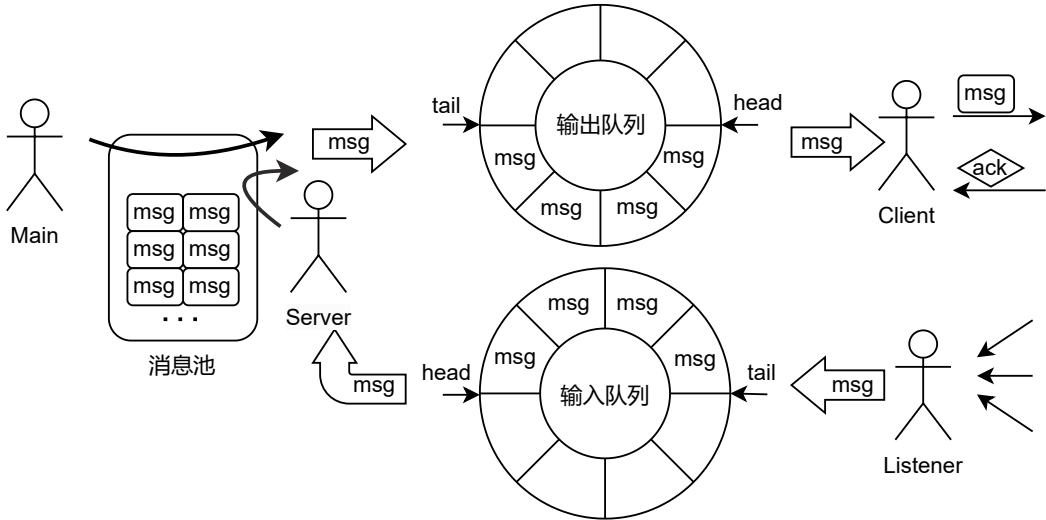 Main
msg msg
msg msg
msg msg
...
消息池
Server
msg
tail
head
输出队列
msg
msg
msg
msg
msg
Client
msg
ack
msg
head
tail
输入队列
msg
msg
msg
msg
msg
Listener